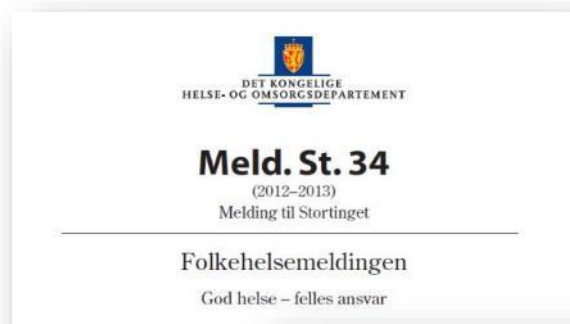 DET KONGELIGE
HELSE- OG OMSORGSDEPARTEMENT
Meld. St. 34
(2012–2013)
Melding til Stortinget
Folkehelsemeldingen
God helse – felles ansvar